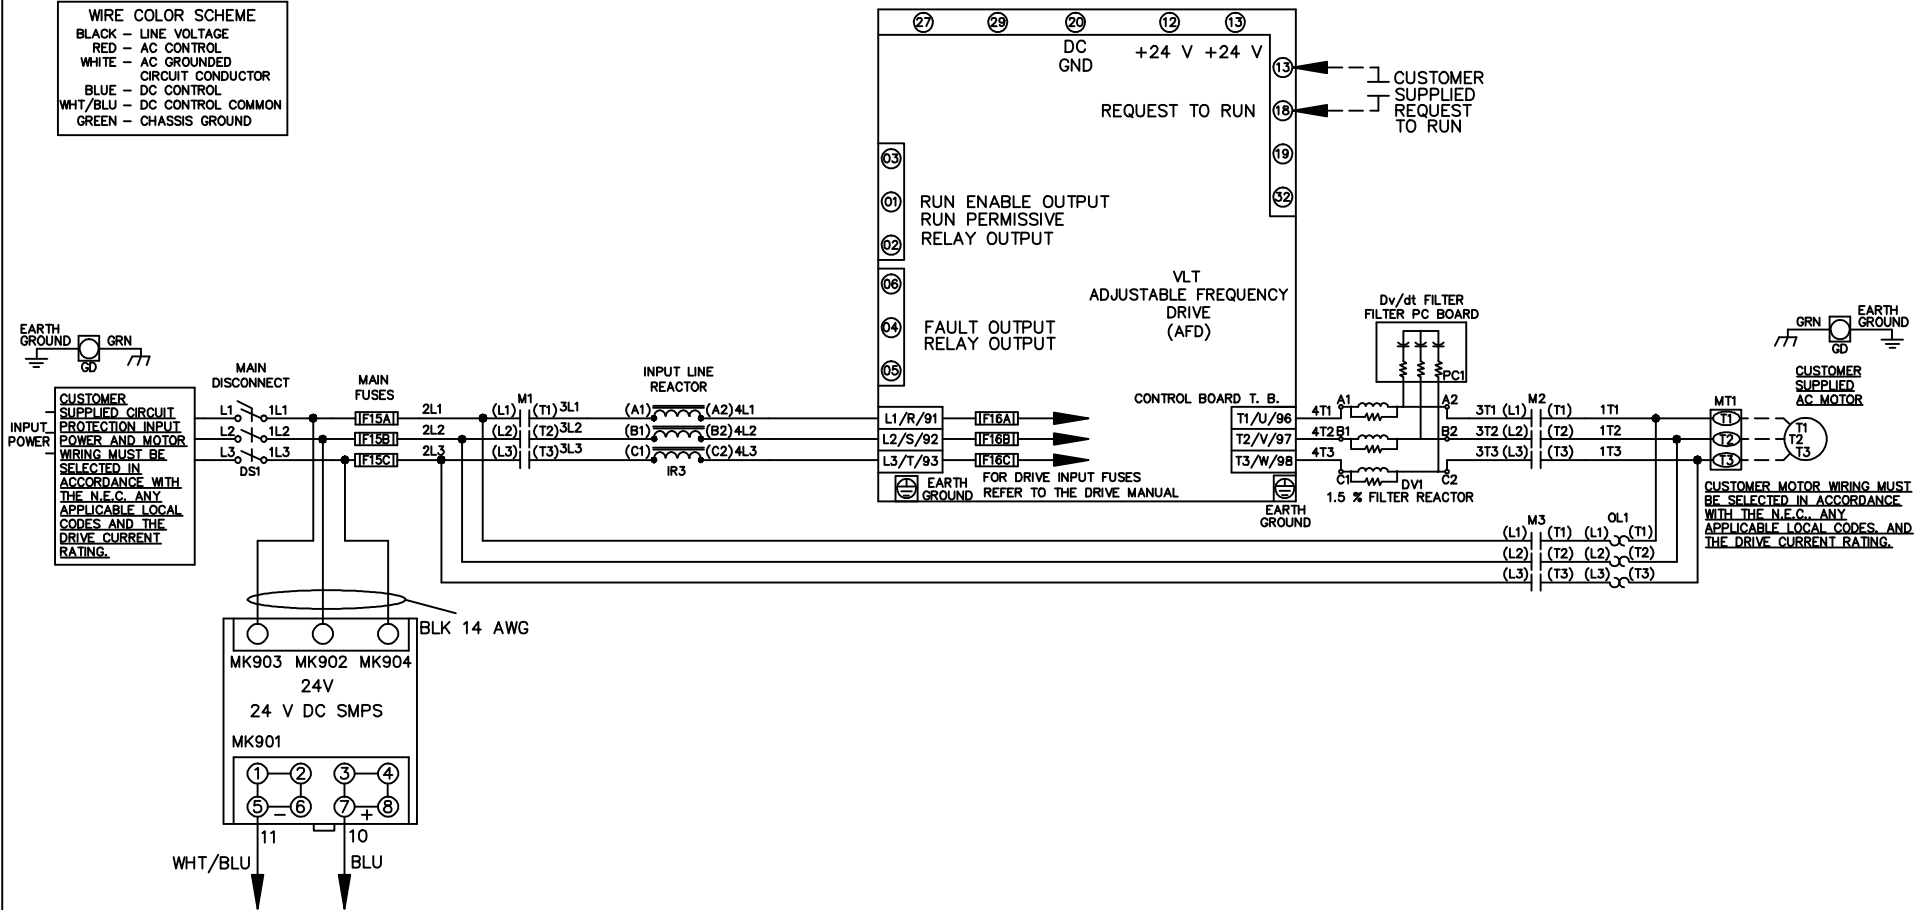 WIRE COLOR SCHEME
BLACK – LINE VOLTAGE
RED – AC CONTROL
WHITE – AC GROUNDED
CIRCUIT CONDUCTOR
BLUE – DC CONTROL
WHT/BLU – DC CONTROL COMMON
GREEN – CHASSIS GROUND
27 29 20 12 13
DC
GND
+24 V +24 V
13
18
19
32
REQUEST TO RUN
CUSTOMER
SUPPLIED
REQUEST
TO RUN
03
01
02
RUN ENABLE OUTPUT
RUN PERMISSIVE
RELAY OUTPUT
06
04
05
FAULT OUTPUT
RELAY OUTPUT
VLT
ADJUSTABLE FREQUENCY
DRIVE
(AFD)
CONTROL BOARD T. B.
EARTH
GROUND
GRN
GD
INPUT
POWER
CUSTOMER
SUPPLIED CIRCUIT
PROTECTION INPUT
POWER AND MOTOR
WIRING MUST BE
SELECTED IN
ACCORDANCE WITH
THE N.E.C. ANY
APPLICABLE LOCAL
CODES AND THE
DRIVE CURRENT
RATING.
MAIN
DISCONNECT
L1 1L1
L2 1L2
L3 1L3
DS1
MAIN
FUSES
F15A 2L1
F15B 2L2
F15C 2L3
M1
(L1) (T1) 3L1
(L2) (T2) 3L2
(L3) (T3) 3L3
INPUT LINE
REACTOR
(A1) (A2) 4L1
(B1) (B2) 4L2
(C1) (C2) 4L3
IR3
L1/R/91 F16A
L2/S/92 F16B
L3/T/93 F16C
EARTH
GROUND
FOR DRIVE INPUT FUSES
REFER TO THE DRIVE MANUAL
T1/U/96
T2/V/97
T3/W/98
EARTH
GROUND
Dv/dt FILTER
FILTER PC BOARD
PC1
4T1 A1 A2
4T2 B1 B2
4T3 C1 C2
DV1
1.5 % FILTER REACTOR
M2
3T1 (L1) (T1) 1T1
3T2 (L2) (T2) 1T2
3T3 (L3) (T3) 1T3
M3 OL1
(L1) (T1) (L1) (T1)
(L2) (T2) (L2) (T2)
(L3) (T3) (L3) (T3)
GRN
EARTH
GROUND
GD
CUSTOMER
SUPPLIED
AC MOTOR
MT1
T1
T2
T3
T1
T2
T3
CUSTOMER MOTOR WIRING MUST
BE SELECTED IN ACCORDANCE
WITH THE N.E.C., ANY
APPLICABLE LOCAL CODES, AND
THE DRIVE CURRENT RATING.
BLK 14 AWG
MK903 MK902 MK904
24V
24 V DC SMPS
MK901
1 2 3 4
5 – 6 7 + 8
11 10
WHT/BLU BLU